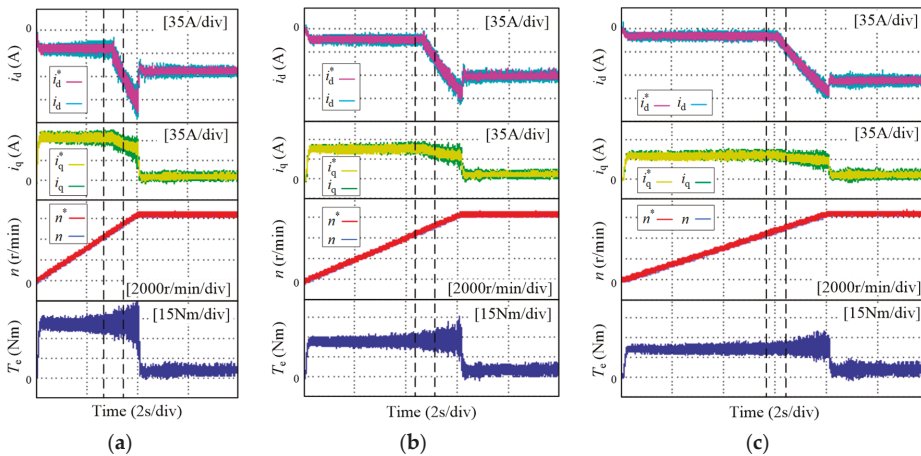 [35A/div]
0
i_d (A)
i_d^*
i_d
[35A/div]
i_q (A)
0
i_q^*
i_q
n (r/min)
n^*
n
0
[2000r/min/div]
[15Nm/div]
T_e (Nm)
0
Time (2s/div)
(a)
[35A/div]
0
i_d (A)
i_d^*
i_d
[35A/div]
i_q (A)
0
i_q^*
i_q
n (r/min)
n^*
n
0
[2000r/min/div]
[15Nm/div]
T_e (Nm)
0
Time (2s/div)
(b)
[35A/div]
0
i_d (A)
i_d^* i_d
[35A/div]
i_q (A)
0
i_q^* i_q
n (r/min)
n^* n
0
[2000r/min/div]
[15Nm/div]
T_e (Nm)
0
Time (2s/div)
(c)